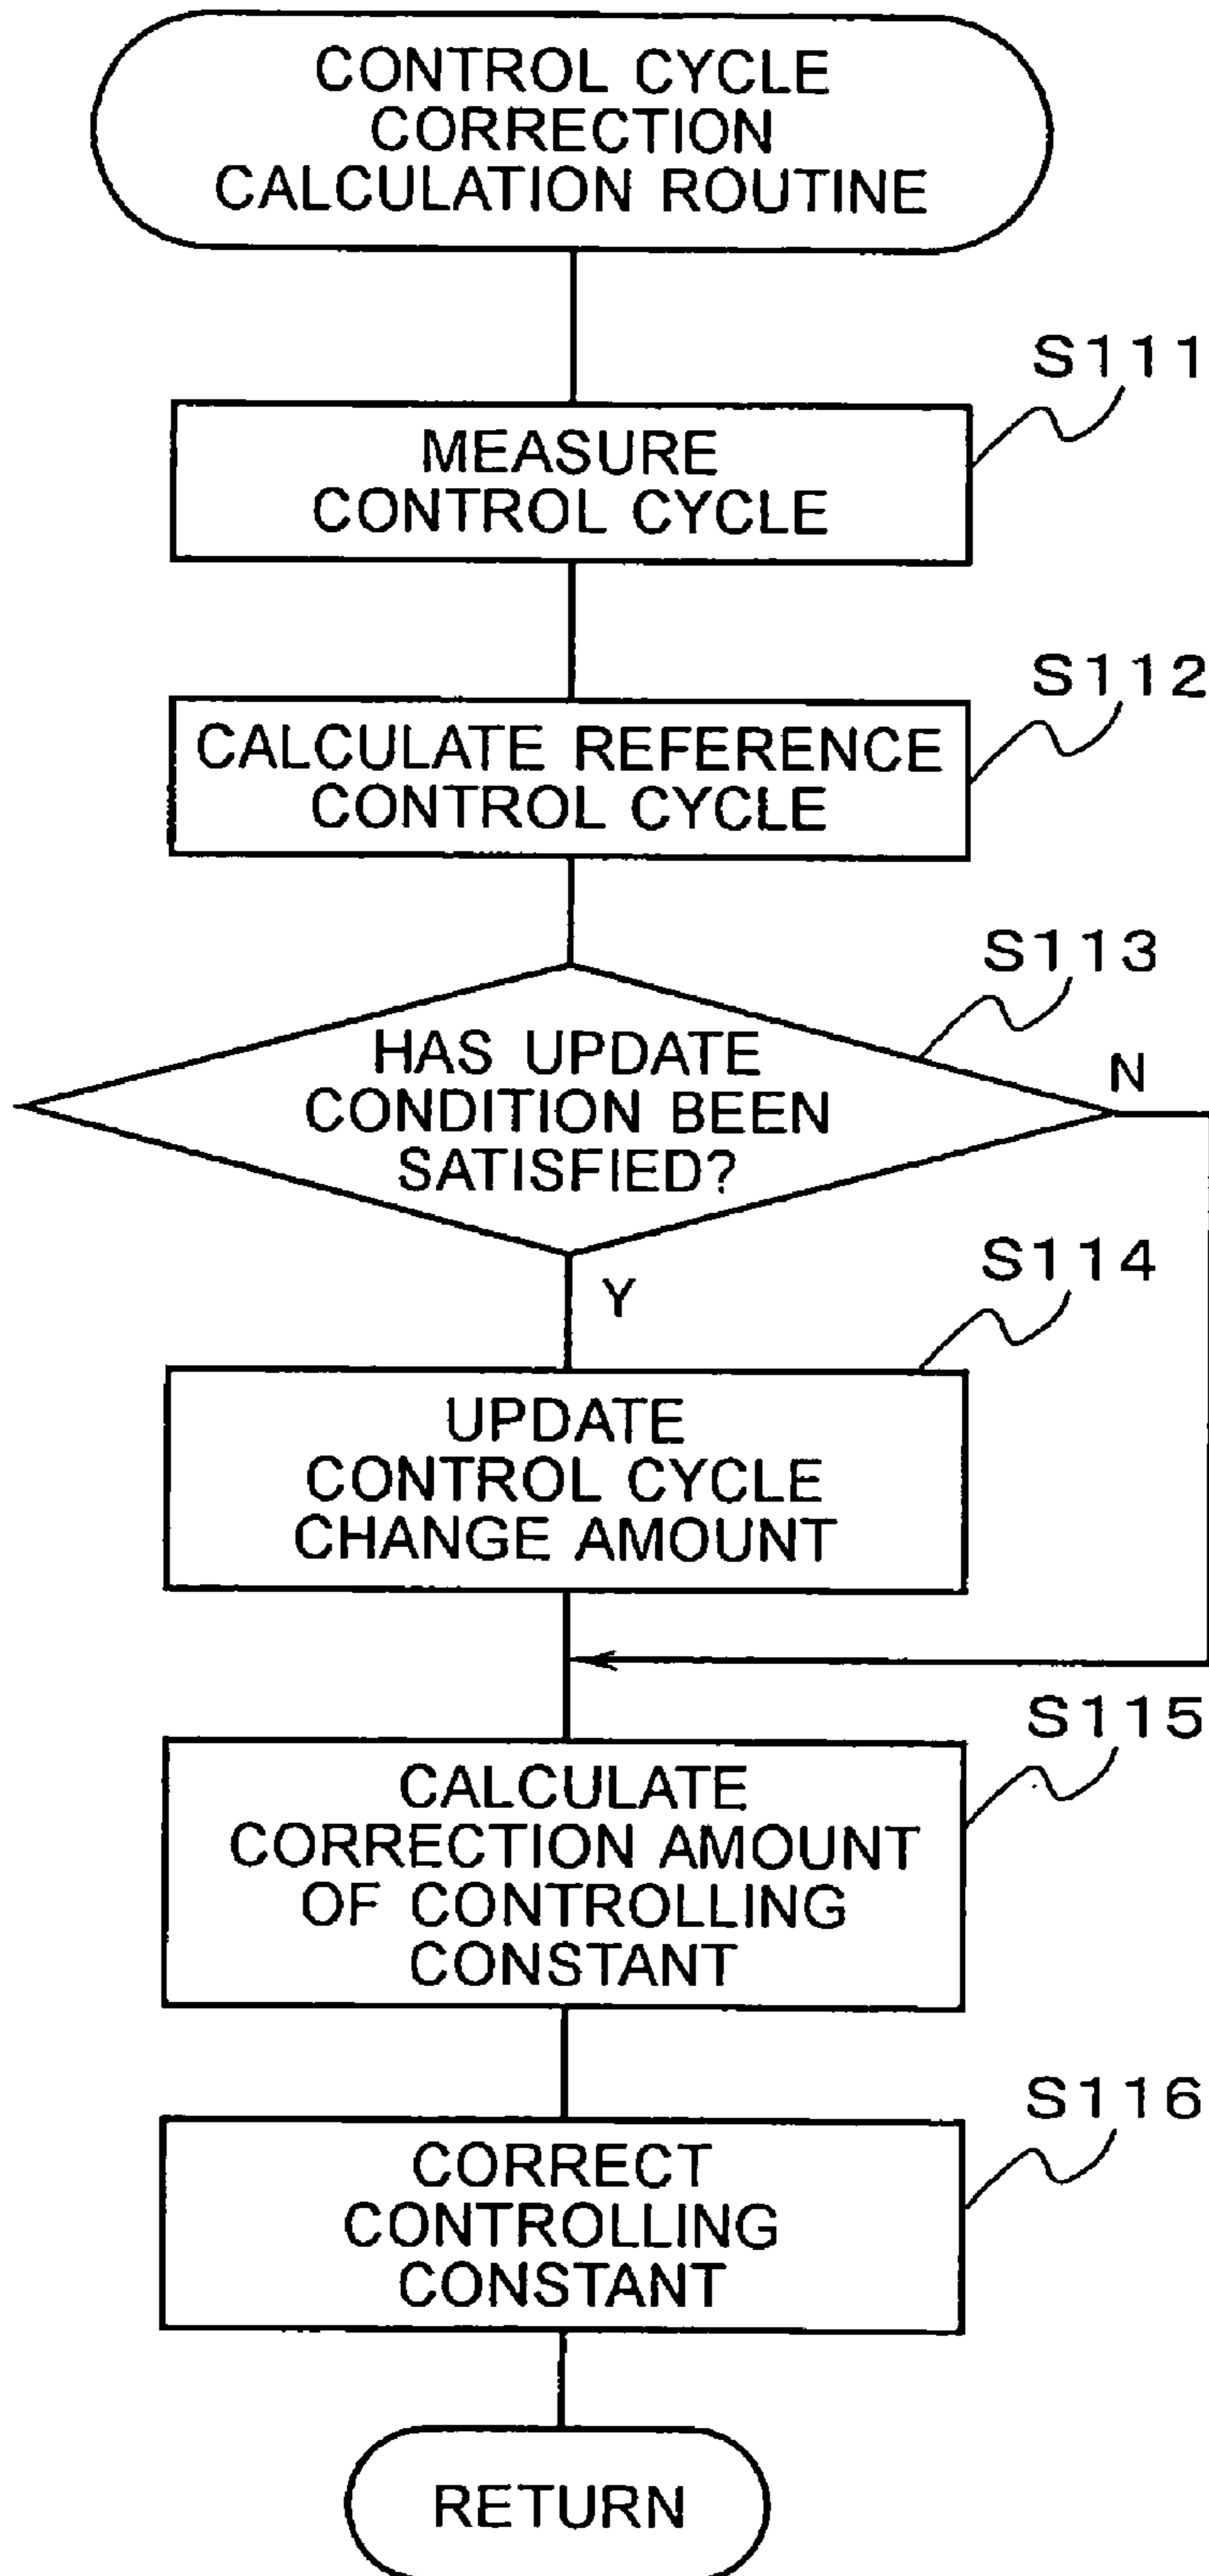 CONTROL CYCLE
CORRECTION
CALCULATION ROUTINE
S111
MEASURE
CONTROL CYCLE
S112
CALCULATE REFERENCE
CONTROL CYCLE
S113
HAS UPDATE
CONDITION BEEN
SATISFIED?
N
Y
S114
UPDATE
CONTROL CYCLE
CHANGE AMOUNT
S115
CALCULATE
CORRECTION AMOUNT
OF CONTROLLING
CONSTANT
S116
CORRECT
CONTROLLING
CONSTANT
RETURN